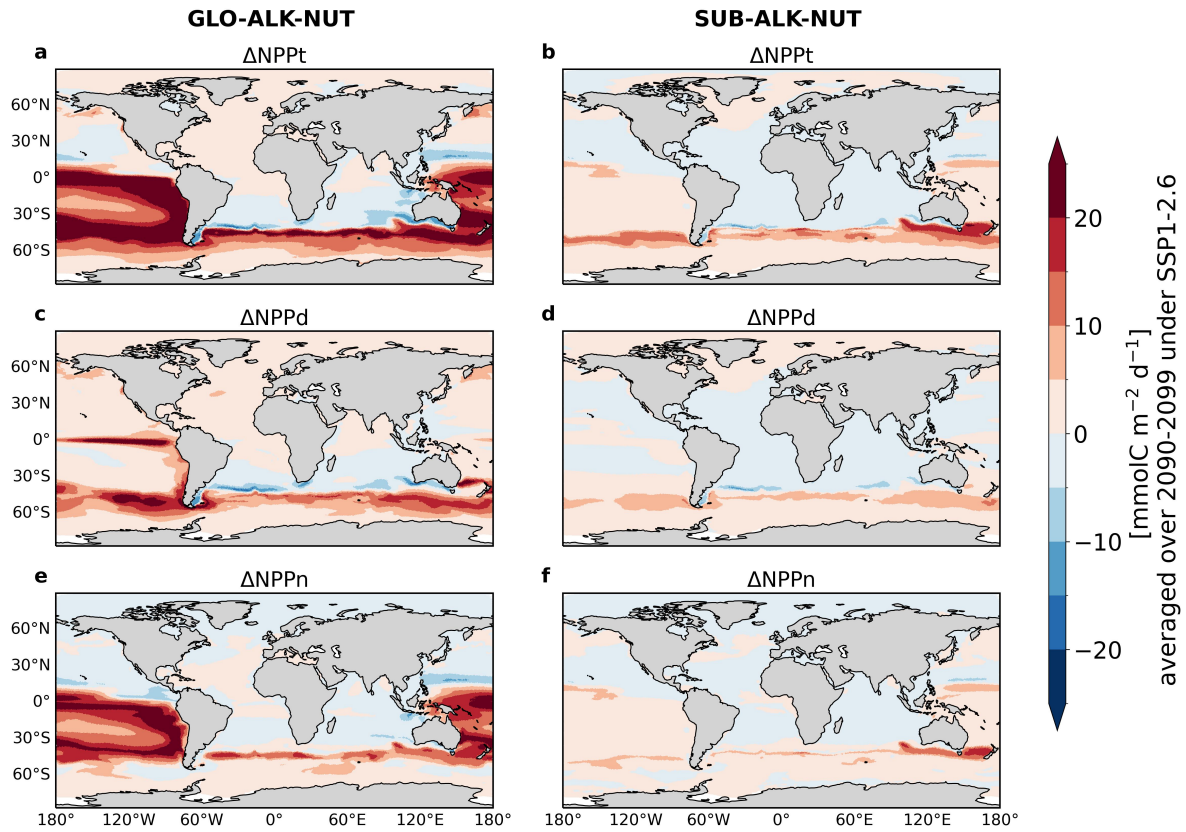 GLO-ALK-NUT
SUB-ALK-NUT
a
ΔNPPt
b
ΔNPPt
60°N
30°N
0°
30°S
60°S
c
ΔNPPd
d
ΔNPPd
60°N
30°N
0°
30°S
60°S
e
ΔNPPn
f
ΔNPPn
60°N
30°N
0°
30°S
60°S
180° 120°W 60°W 0° 60°E 120°E 180°
180° 120°W 60°W 0° 60°E 120°E 180°
20
10
0
−10
−20
[mmolC m⁻² d⁻¹]
averaged over 2090-2099 under SSP1-2.6